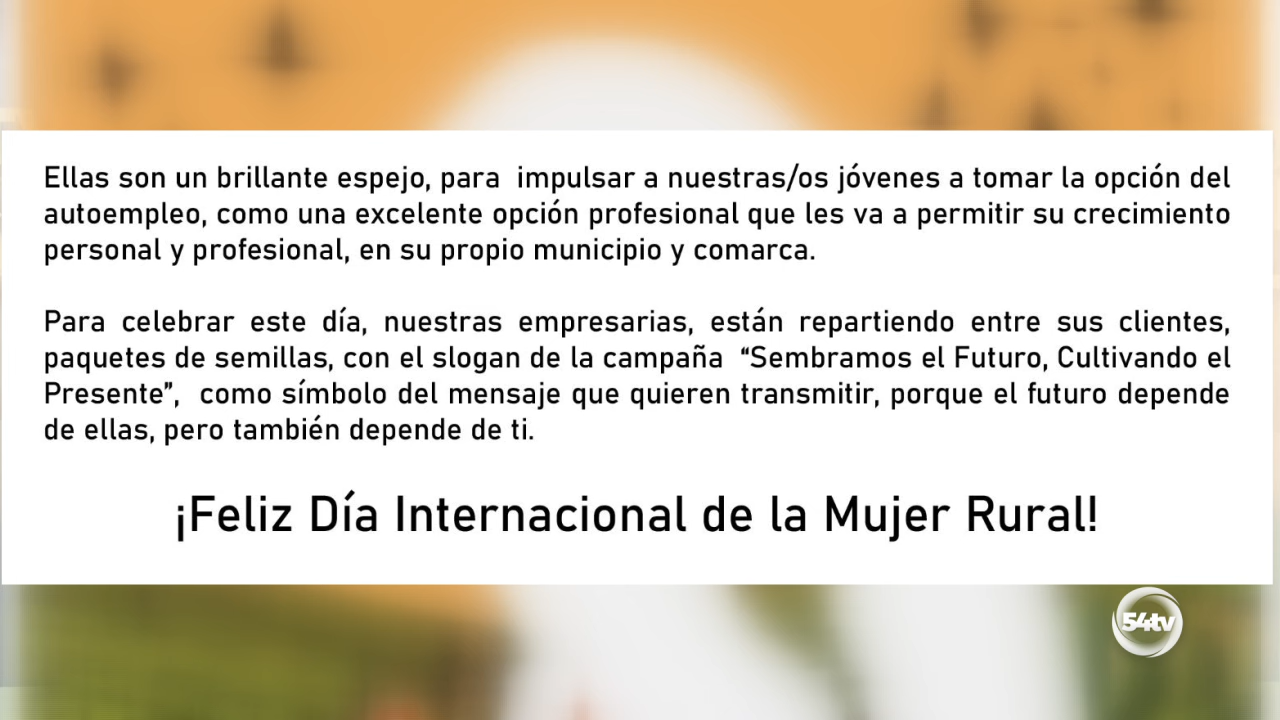 Ellas son un brillante espejo, para  impulsar a nuestras/os jóvenes a tomar la opción del
autoempleo, como una excelente opción profesional que les va a permitir su crecimiento
personal y profesional, en su propio municipio y comarca.
Para celebrar este día, nuestras empresarias, están repartiendo entre sus clientes,
paquetes de semillas, con el slogan de la campaña  “Sembramos el Futuro, Cultivando el
Presente”,  como símbolo del mensaje que quieren transmitir, porque el futuro depende
de ellas, pero también depende de ti.
¡Feliz Día Internacional de la Mujer Rural!
54tv